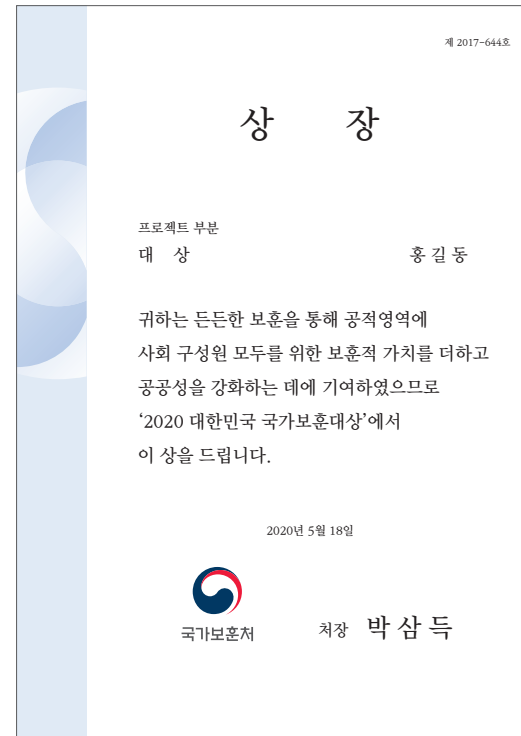 제 2017-644호
상 장
프로젝트 부분
대 상 홍 길 동
귀하는 든든한 보훈을 통해 공적영역에
사회 구성원 모두를 위한 보훈적 가치를 더하고
공공성을 강화하는 데에 기여하였으므로
‘2020 대한민국 국가보훈대상’에서
이 상을 드립니다.
2020년 5월 18일
국가보훈처
처장 박 삼 득